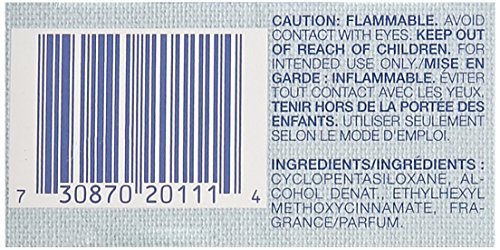 CAUTION: FLAMMABLE. AVOID
CONTACT WITH EYES. KEEP OUT
OF REACH OF CHILDREN. FOR
INTENDED USE ONLY./MISE EN
GARDE : INFLAMMABLE. ÉVITER
TOUT CONTACT AVEC LES YEUX.
TENIR HORS DE LA PORTÉE DES
ENFANTS. UTILISER SEULEMENT
SELON LE MODE D'EMPLOI.
INGREDIENTS/INGRÉDIENTS :
CYCLOPENTASILOXANE, AL-
COHOL DENAT., ETHYLHEXYL
METHOXYCINNAMATE, FRA-
GRANCE/PARFUM.
7 30870 20111 4